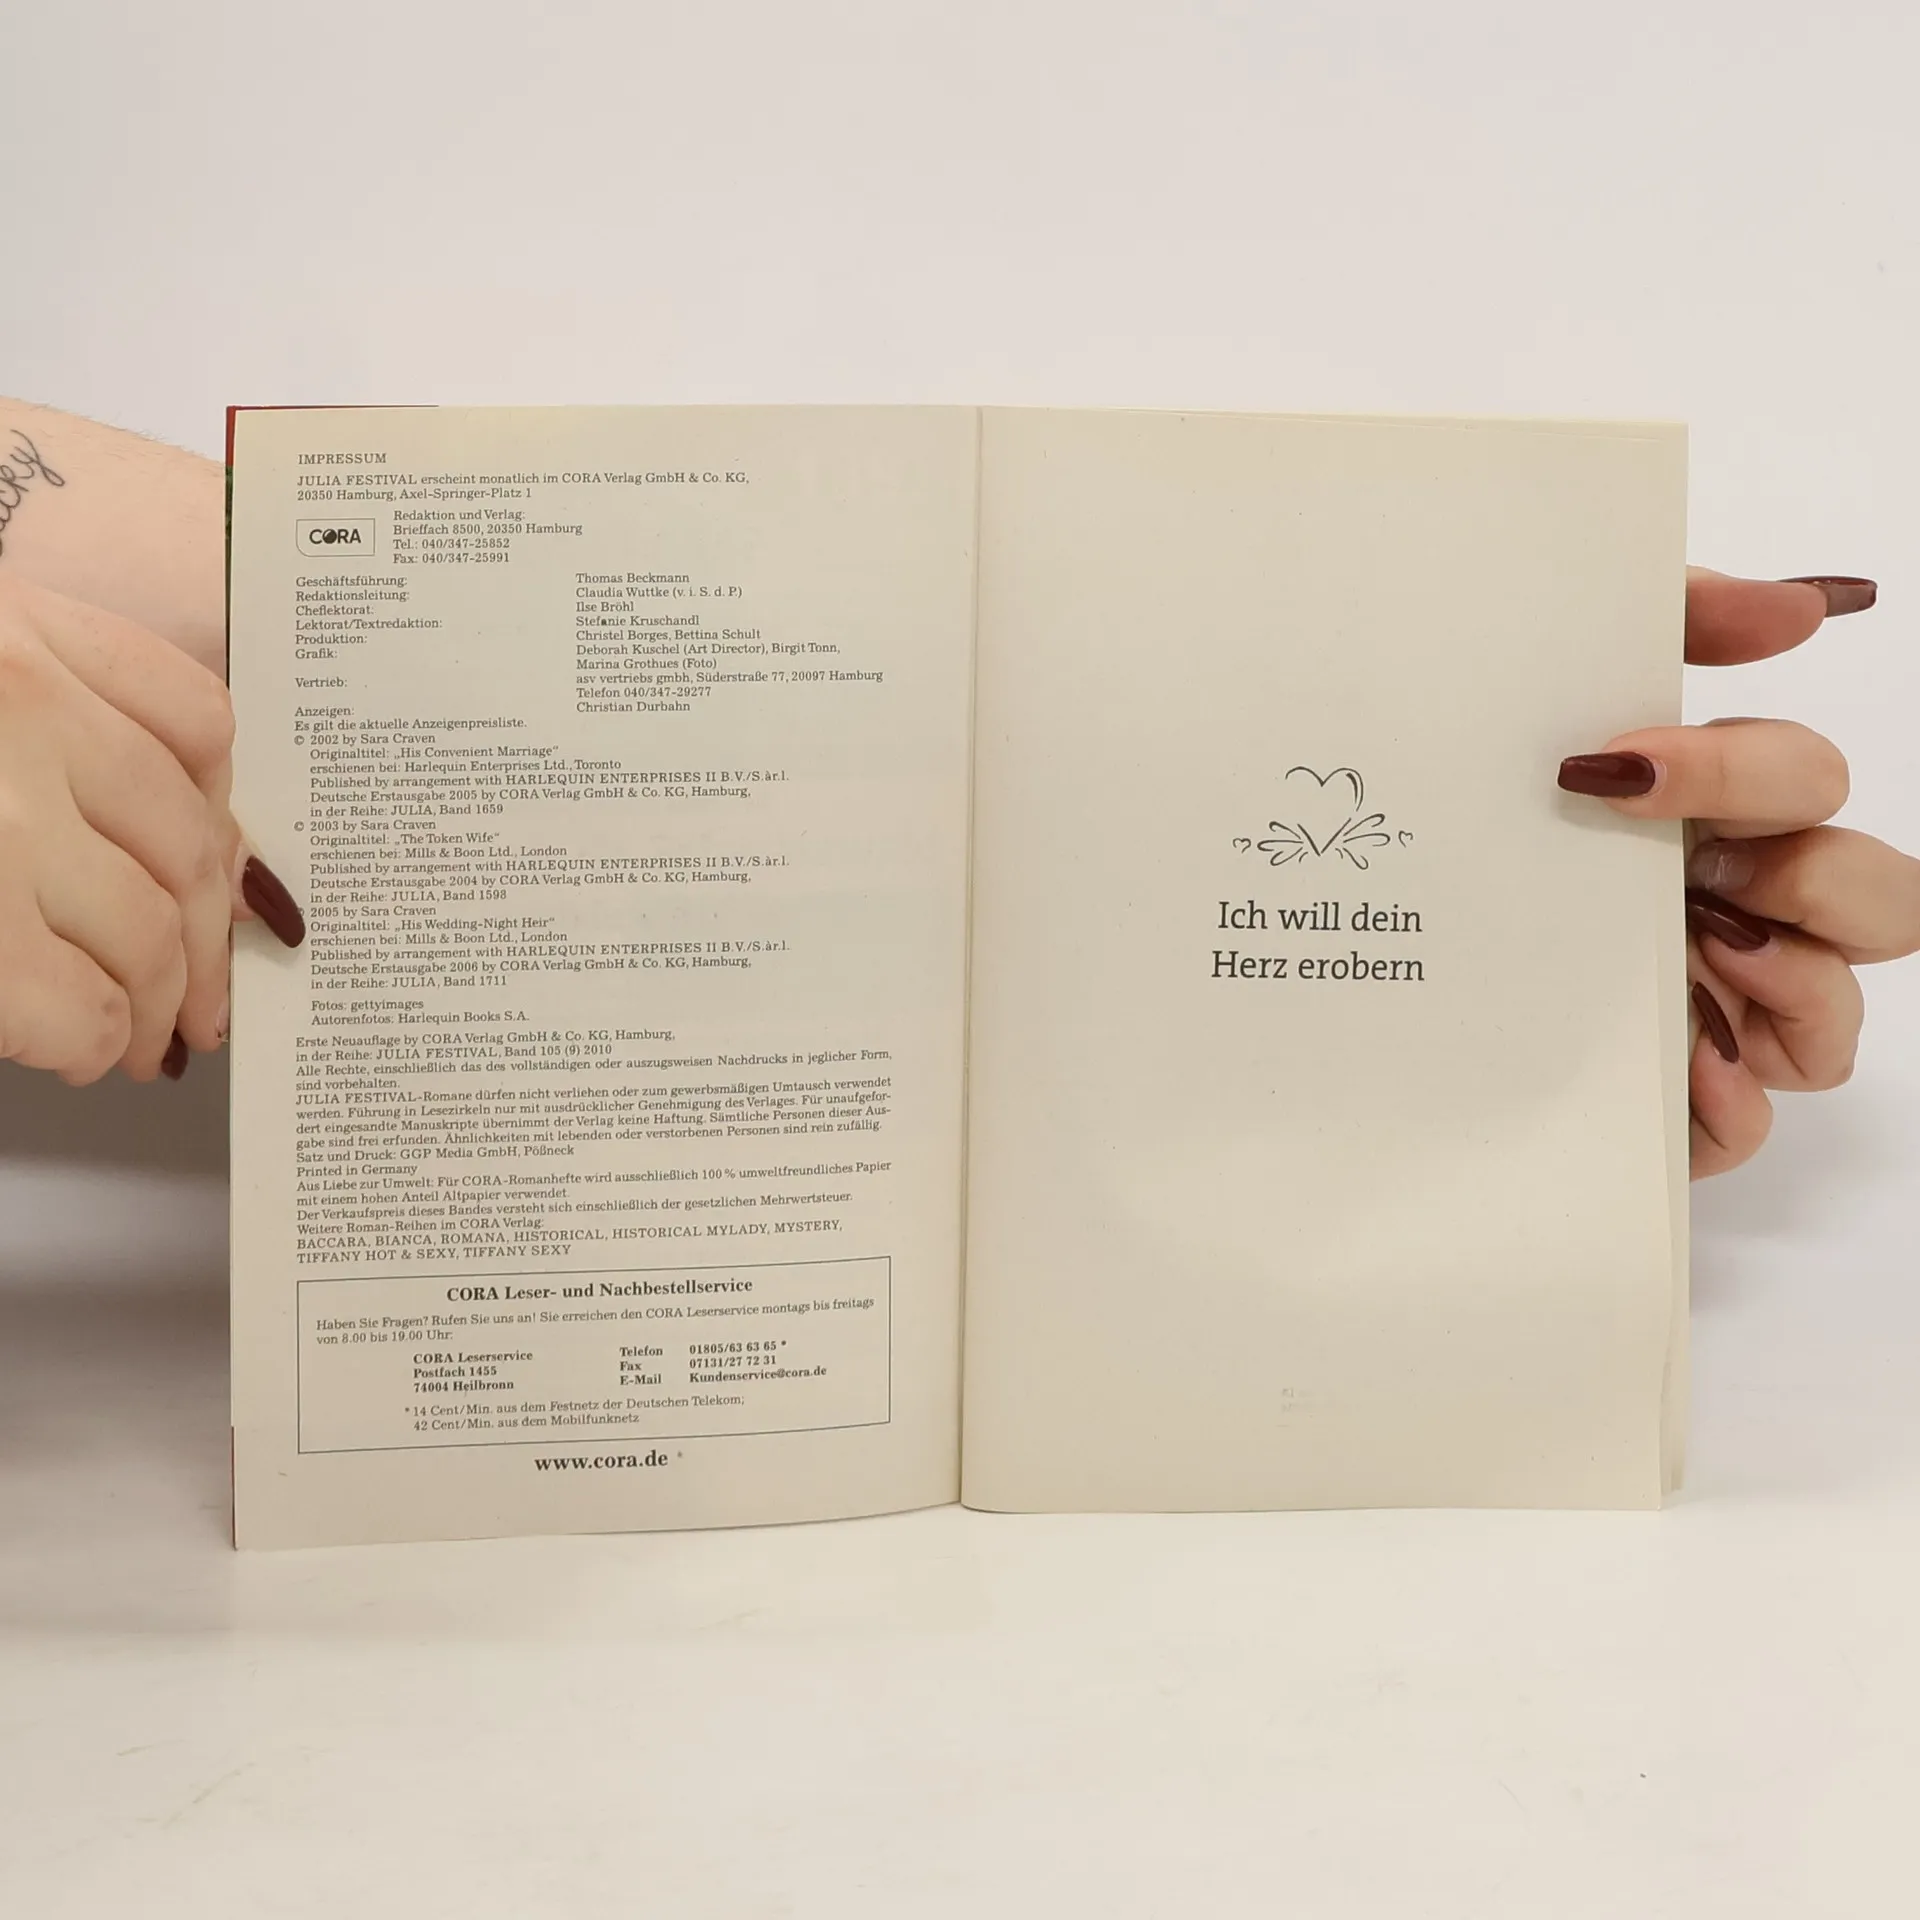 IMPRESSUM
JULIA FESTIVAL erscheint monatlich im CORA Verlag GmbH & Co. KG,
20350 Hamburg, Axel-Springer-Platz 1
CORA
Redaktion und Verlag:
Brieffach 8500, 20350 Hamburg
Tel.: 040/347-25852
Fax: 040/347-25991
Geschäftsführung: Thomas Beckmann
Redaktionsleitung: Claudia Wuttke (v. i. S. d. P.)
Cheflektorat: Ilse Bröhl
Lektorat/Textredaktion: Stefanie Kruschandl
Produktion: Christel Borges, Bettina Schult
Grafik: Deborah Kuschel (Art Director), Birgit Tonn,
Marina Grothues (Foto)
Vertrieb: asv vertriebs gmbh, Süderstraße 77, 20097 Hamburg
Telefon 040/347-29277
Anzeigen: Christian Durbahn
Es gilt die aktuelle Anzeigenpreisliste.
© 2002 by Sara Craven
Originaltitel: „His Convenient Marriage“
erschienen bei: Harlequin Enterprises Ltd., Toronto
Published by arrangement with HARLEQUIN ENTERPRISES II B.V./S.àr.l.
Deutsche Erstausgabe 2005 by CORA Verlag GmbH & Co. KG, Hamburg,
in der Reihe: JULIA, Band 1659
© 2003 by Sara Craven
Originaltitel: „The Token Wife“
erschienen bei: Mills & Boon Ltd., London
Published by arrangement with HARLEQUIN ENTERPRISES II B.V./S.àr.l.
Deutsche Erstausgabe 2004 by CORA Verlag GmbH & Co. KG, Hamburg,
in der Reihe: JULIA, Band 1598
2005 by Sara Craven
Originaltitel: „His Wedding-Night Heir“
erschienen bei: Mills & Boon Ltd., London
Published by arrangement with HARLEQUIN ENTERPRISES II B.V./S.àr.l.
Deutsche Erstausgabe 2006 by CORA Verlag GmbH & Co. KG, Hamburg,
in der Reihe: JULIA, Band 1711
Fotos: gettyimages
Autorenfotos: Harlequin Books S.A.
Erste Neuauflage by CORA Verlag GmbH & Co. KG, Hamburg,
in der Reihe: JULIA FESTIVAL, Band 105 (9) 2010
Alle Rechte, einschließlich das des vollständigen oder auszugsweisen Nachdrucks in jeglicher Form,
sind vorbehalten.
JULIA FESTIVAL-Romane dürfen nicht verliehen oder zum gewerbsmäßigen Umtausch verwendet
werden. Führung in Lesezirkeln nur mit ausdrücklicher Genehmigung des Verlages. Für unaufgefor-
dert eingesandte Manuskripte übernimmt der Verlag keine Haftung. Sämtliche Personen dieser Aus-
gabe sind frei erfunden. Ähnlichkeiten mit lebenden oder verstorbenen Personen sind rein zufällig.
Satz und Druck: GGP Media GmbH, Pößneck
Printed in Germany
Aus Liebe zur Umwelt: Für CORA-Romanhefte wird ausschließlich 100 % umweltfreundliches Papier
mit einem hohen Anteil Altpapier verwendet.
Der Verkaufspreis dieses Bandes versteht sich einschließlich der gesetzlichen Mehrwertsteuer.
Weitere Roman-Reihen im CORA Verlag:
BACCARA, BIANCA, ROMANA, HISTORICAL, HISTORICAL MYLADY, MYSTERY,
TIFFANY HOT & SEXY, TIFFANY SEXY
CORA Leser- und Nachbestellservice
Haben Sie Fragen? Rufen Sie uns an! Sie erreichen den CORA Leserservice montags bis freitags
von 8.00 bis 19.00 Uhr:
CORA Leserservice Telefon 01805/63 63 65 *
Postfach 1455 Fax 07131/27 72 31
74004 Heilbronn E-Mail Kundenservice@cora.de
* 14 Cent/Min. aus dem Festnetz der Deutschen Telekom;
42 Cent/Min. aus dem Mobilfunknetz
www.cora.de
Ich will dein
Herz erobern